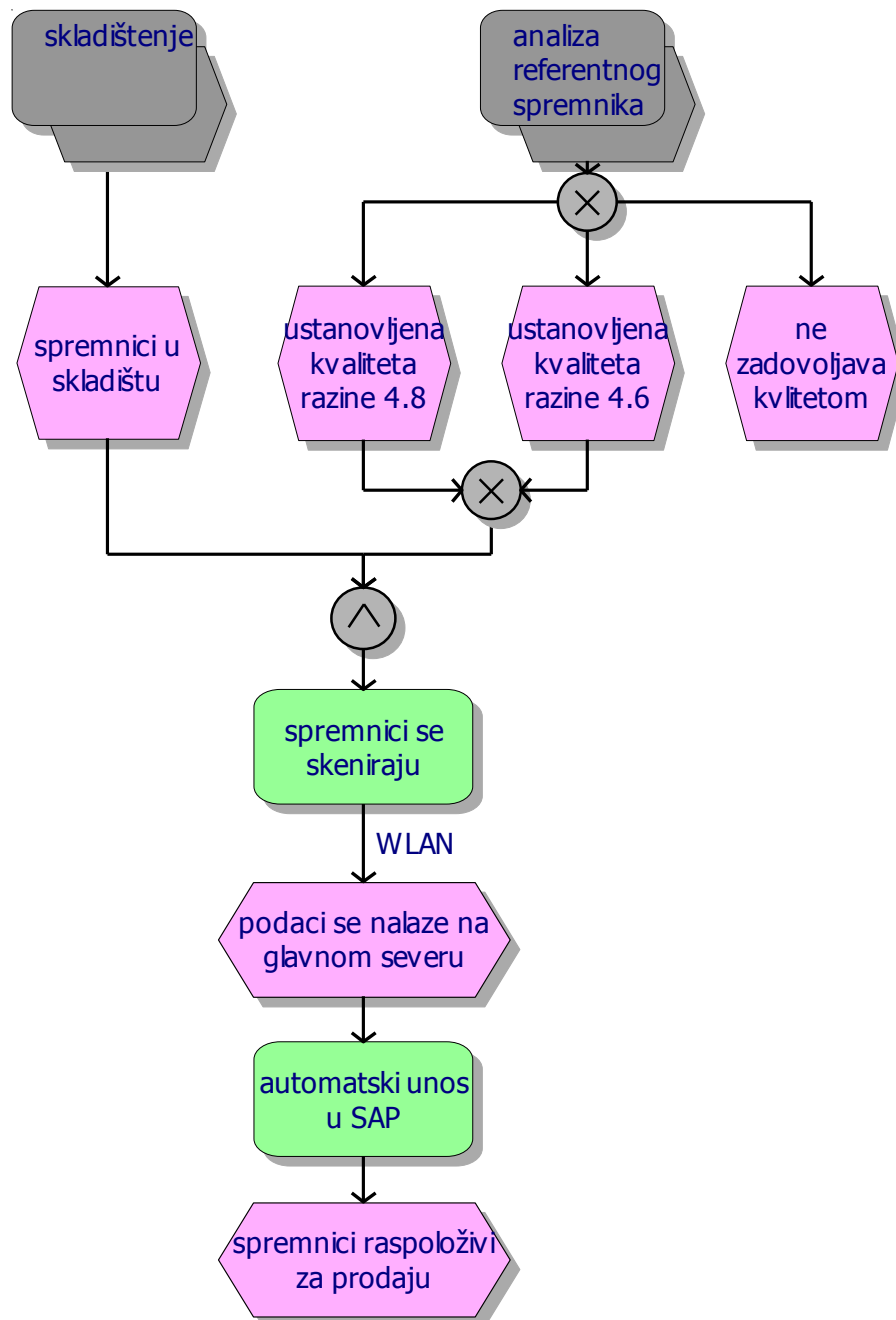 skladištenje
analiza
referentnog
spremnika
spremnici u
skladištu
ustanovljena
kvaliteta
razine 4.8
ustanovljena
kvaliteta
razine 4.6
ne
zadovoljava
kvlitetom
spremnici se
skeniraju
WLAN
podaci se nalaze na
glavnom severu
automatski unos
u SAP
spremnici raspoloživi
za prodaju